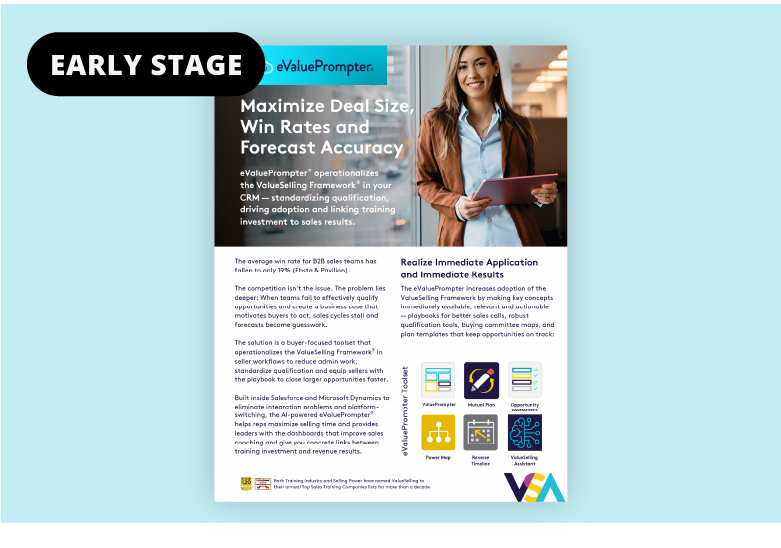 EARLY STAGE
eValuePrompter®
Maximize Deal Size,
Win Rates and
Forecast Accuracy
eValuePrompter® operationalizes
the ValueSelling Framework® in your
CRM — standardizing qualification,
driving adoption and linking training
investment to sales results.
The average win rate for B2B sales teams has
fallen to only 19% (Ebsta & Pavilion)
The competition isn't the issue. The problem lies
deeper: When teams fail to effectively qualify
opportunities and create a business case that
motivates buyers to act, sales cycles stall and
forecasts become guesswork.
The solution is a buyer-focused toolset that
operationalizes the ValueSelling Framework® in
seller workflows to reduce admin work,
standardize qualification and equip sellers with
the playbook to close larger opportunities faster.
Built inside Salesforce and Microsoft Dynamics to
eliminate integration problems and platform-
switching, the AI-powered eValuePrompter®
helps reps maximize selling time and provides
leaders with the dashboards that improve sales
coaching and give you concrete links between
training investment and revenue results.
Realize Immediate Application
and Immediate Results
The eValuePrompter increases adoption of the
ValueSelling Framework by making key concepts
immediately available, relevant and actionable
— playbooks for better sales calls, robust
qualification tools, buying committee maps, and
plan templates that keep opportunities on track:
eValuePrompter Toolset
ValuePrompter
Mutual Plan
Opportunity
Assessments
Power Map
Reverse
Timeline
ValueSelling
Assistant
Both Training Industry and Selling Power have named ValueSelling to
their annual Top Sales Training Companies lists for more than a decade.
VSA